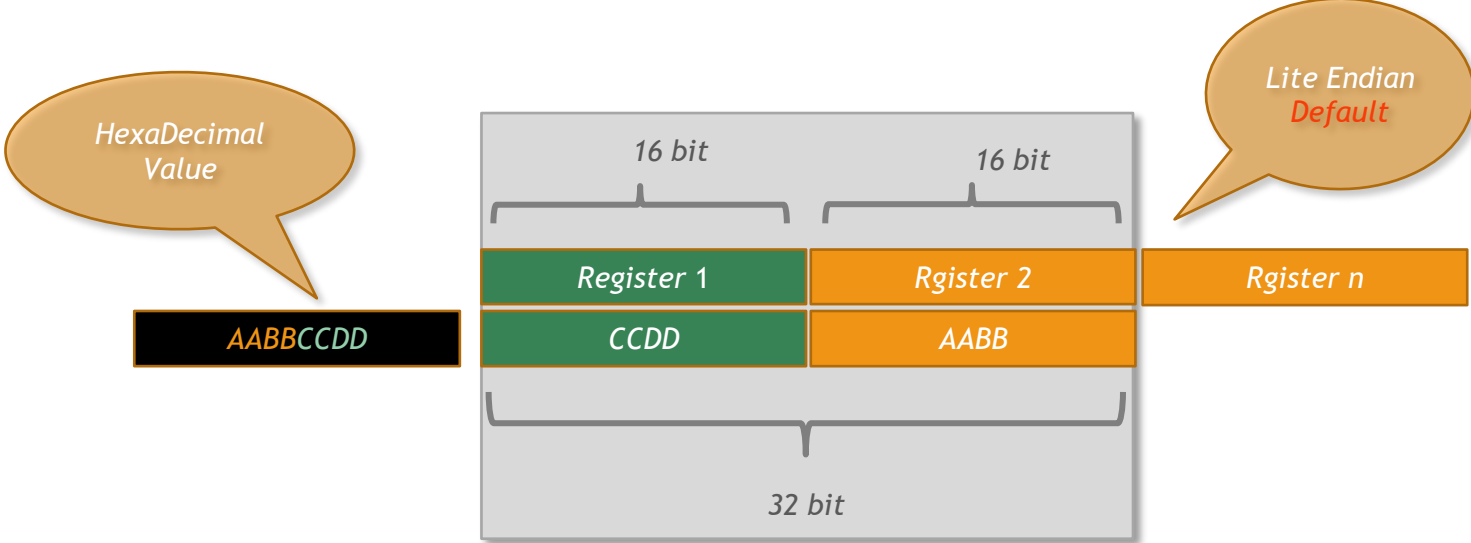 Lite Endian
Default
HexaDecimal
Value
16 bit
16 bit
Register 1
Rgister 2
Rgister n
AABBCCDD
CCDD
AABB
32 bit